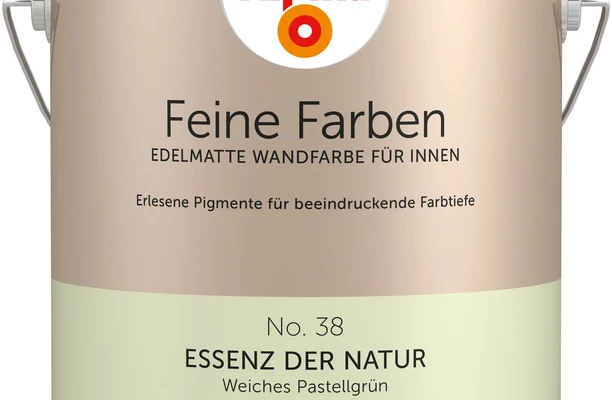 Feine Farben
EDELMATTE WANDFARBE FÜR INNEN
Erlesene Pigmente für beeindruckende Farbtiefe
No. 38
ESSENZ DER NATUR
Weiches Pastellgrün